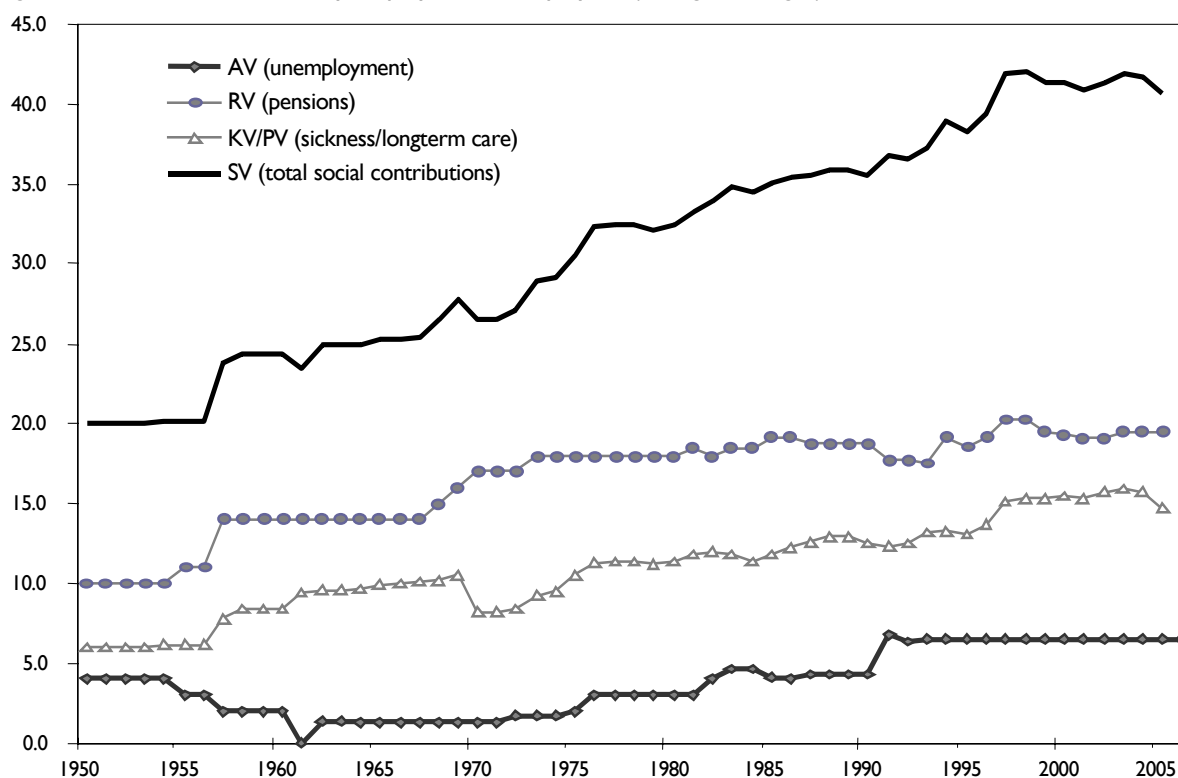 45.0
40.0
35.0
30.0
25.0
20.0
15.0
10.0
5.0
0.0
AV (unemployment)
RV (pensions)
KV/PV (sickness/longterm care)
SV (total social contributions)
1950 1955 1960 1965 1970 1975 1980 1985 1990 1995 2000 2005